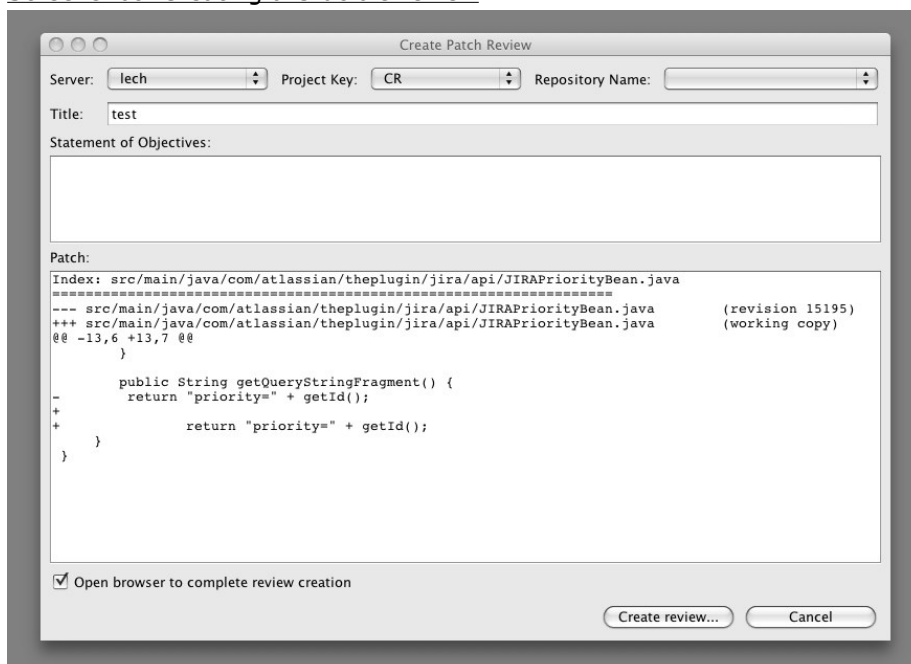 Create Patch Review
Server: lech Project Key: CR Repository Name:
Title: test
Statement of Objectives:
Patch:
Index: src/main/java/com/atlassian/theplugin/jira/api/JIRAPriorityBean.java
===================================================================
--- src/main/java/com/atlassian/theplugin/jira/api/JIRAPriorityBean.java (revision 15195)
+++ src/main/java/com/atlassian/theplugin/jira/api/JIRAPriorityBean.java (working copy)
@@ -13,6 +13,7 @@
}
public String getQueryStringFragment() {
- return "priority=" + getId();
+
+ return "priority=" + getId();
}
}
Open browser to complete review creation
Create review... Cancel